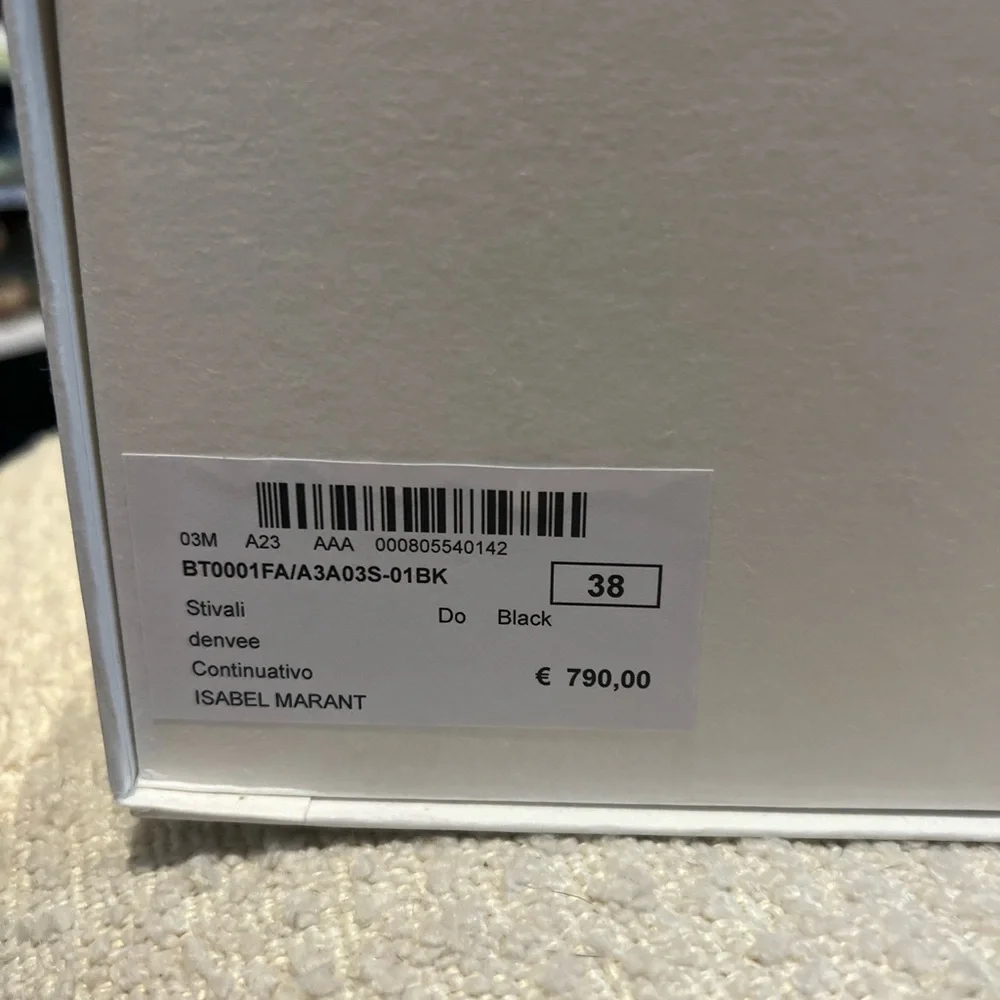 03M A23 AAA 000805540142
BT0001FA/A3A03S-01BK
38
Stivali Do Black
denvee
Continuativo € 790,00
ISABEL MARANT